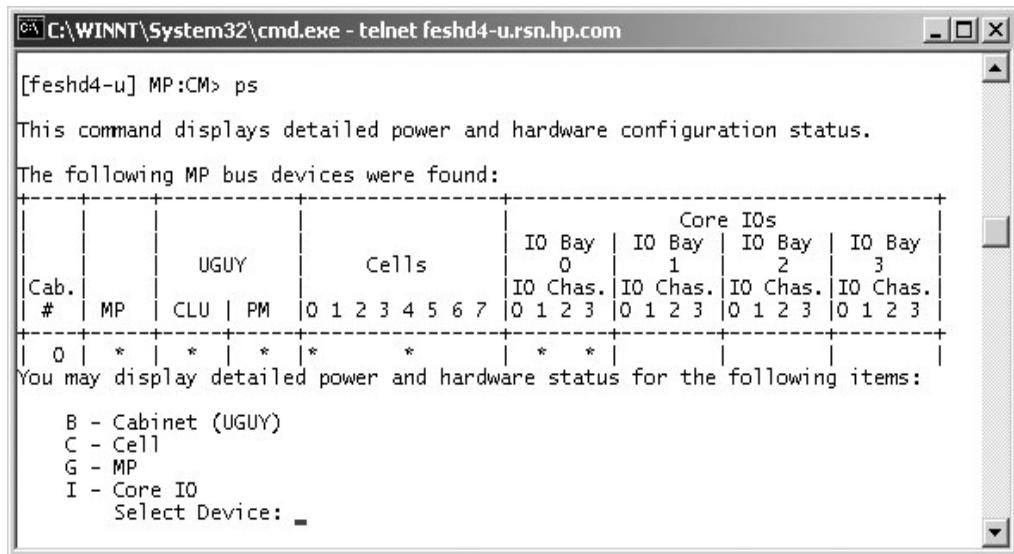 C:\WINNT\System32\cmd.exe - telnet feshd4-u.rsn.hp.com
[feshd4-u] MP:CM> ps
This command displays detailed power and hardware configuration status.
The following MP bus devices were found:
+----+-----+-----------+----------------+-----------------------------------+
|    |     |           |                |             Core IOs              |
|    |     |           |                | IO Bay | IO Bay | IO Bay | IO Bay |
|    |     |   UGUY    |     Cells      |   0    |   1    |   2    |   3    |
|Cab.|     |           |                |IO Chas.|IO Chas.|IO Chas.|IO Chas.|
| #  | MP  | CLU | PM  |0 1 2 3 4 5 6 7 |0 1 2 3 |0 1 2 3 |0 1 2 3 |0 1 2 3 |
+----+-----+-----+-----+----------------+--------+--------+--------+--------+
| 0  |  *  |  *  |  *  |*       *       |  *   * |        |        |        |
You may display detailed power and hardware status for the following items:
B - Cabinet (UGUY)
C - Cell
G - MP
I - Core IO
Select Device: _